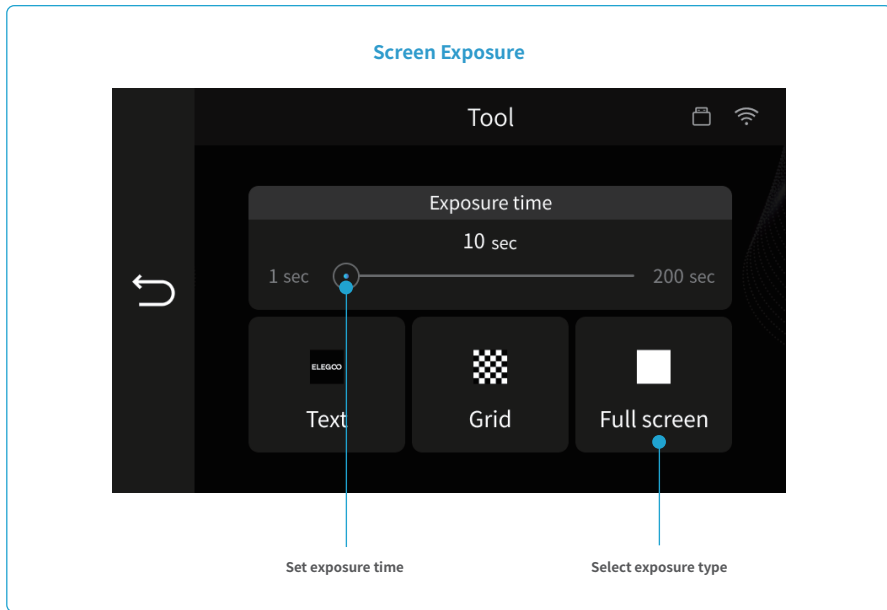 Screen Exposure
Tool
Exposure time
10 sec
1 sec
200 sec
ELEGOO
Text
Grid
Full screen
Set exposure time
Select exposure type